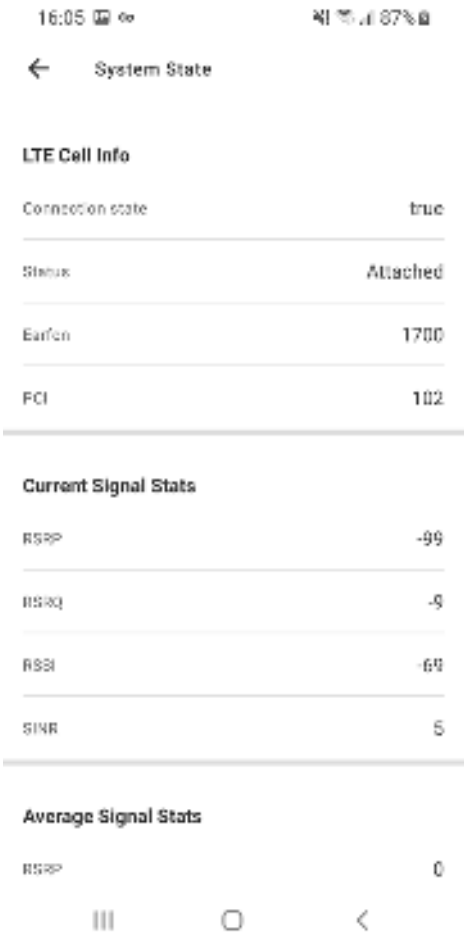 16:05 87%
System State
LTE Cell Info
Connection state true
Status Attached
Earfcn 1700
PCI 102
Current Signal Stats
RSRP -99
RSRQ -9
RSSI -69
SINR 5
Average Signal Stats
RSRP 0